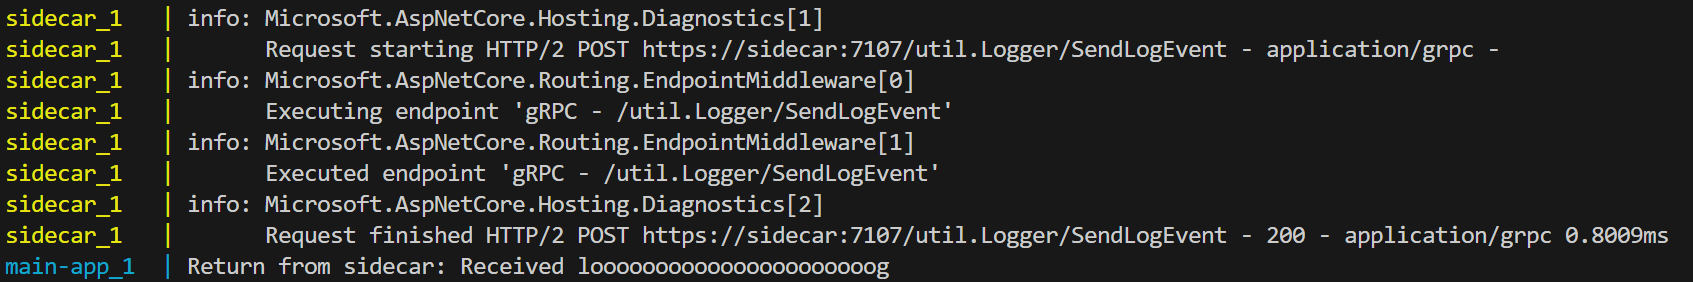 sidecar_1   | info: Microsoft.AspNetCore.Hosting.Diagnostics[1]
sidecar_1   |       Request starting HTTP/2 POST https://sidecar:7107/util.Logger/SendLogEvent - application/grpc -
sidecar_1   | info: Microsoft.AspNetCore.Routing.EndpointMiddleware[0]
sidecar_1   |       Executing endpoint 'gRPC - /util.Logger/SendLogEvent'
sidecar_1   | info: Microsoft.AspNetCore.Routing.EndpointMiddleware[1]
sidecar_1   |       Executed endpoint 'gRPC - /util.Logger/SendLogEvent'
sidecar_1   | info: Microsoft.AspNetCore.Hosting.Diagnostics[2]
sidecar_1   |       Request finished HTTP/2 POST https://sidecar:7107/util.Logger/SendLogEvent - 200 - application/grpc 0.8009ms
main-app_1  | Return from sidecar: Received loooooooooooooooooooooog